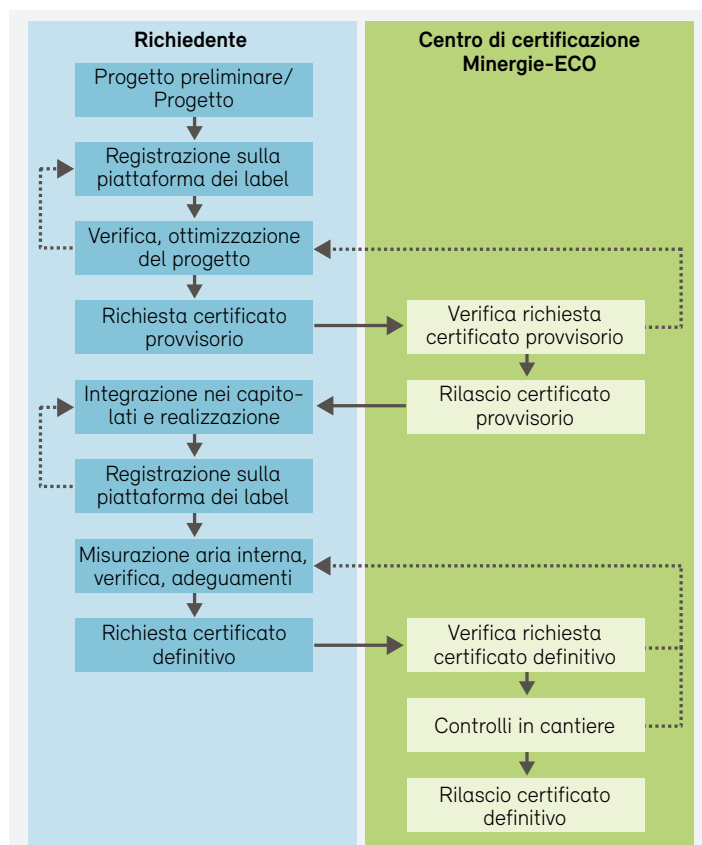 Richiedente
Progetto preliminare/
Progetto
Registrazione sulla
piattaforma dei label
Verifica, ottimizzazione
del progetto
Richiesta certificato
provvisorio
Integrazione nei capito-
lati e realizzazione
Registrazione sulla
piattaforma dei label
Misurazione aria interna,
verifica, adeguamenti
Richiesta certificato
definitivo
Centro di certificazione
Minergie-ECO
Verifica richiesta
certificato provvisorio
Rilascio certificato
provvisorio
Verifica richiesta
certificato definitivo
Controlli in cantiere
Rilascio certificato
definitivo